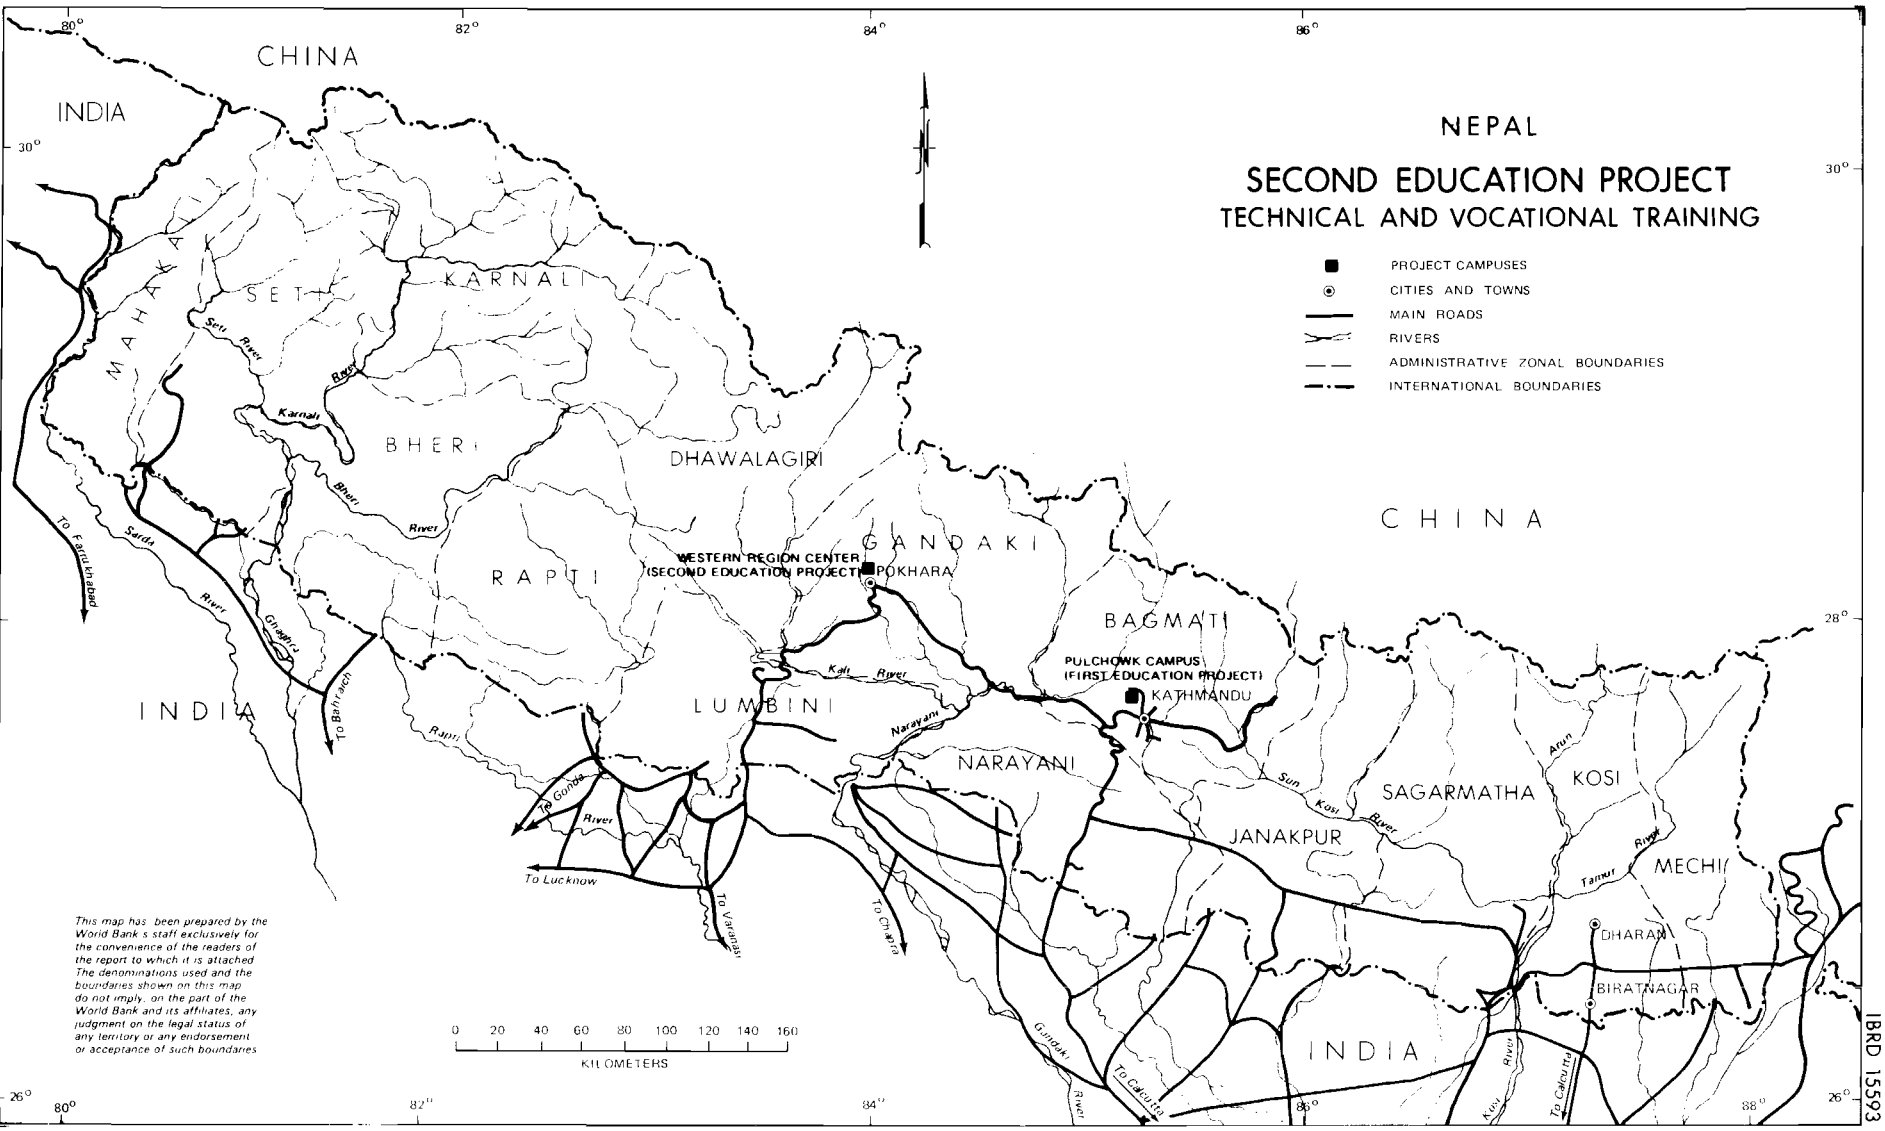 80°
82°
84°
86°
CHINA
INDIA
30°
30°
NEPAL
SECOND EDUCATION PROJECT
TECHNICAL AND VOCATIONAL TRAINING
PROJECT CAMPUSES
CITIES AND TOWNS
MAIN ROADS
RIVERS
ADMINISTRATIVE ZONAL BOUNDARIES
INTERNATIONAL BOUNDARIES
MAHAKALI
SETI
KARNALI
Seti River
River
Karnali
BHERI
DHAWALAGIRI
Bheri River
CHINA
To Farrukhabad
Sarda River
GANDAKI
WESTERN REGION CENTER
(SECOND EDUCATION PROJECT)
POKHARA
RAPTI
Ghaghra
BAGMATI
28°
PULCHOWK CAMPUS
(FIRST EDUCATION PROJECT)
KATHMANDU
Kali River
LUMBINI
INDIA
To Bahraich
Rapti
River
Narayani
NARAYANI
Arun
KOSI
Sun Kosi River
SAGARMATHA
JANAKPUR
To Gonda
To Lucknow
To Varanasi
To Chapra
Tamur River
MECHI
DHARAN
BIRATNAGAR
This map has been prepared by the
World Bank s staff exclusively for
the convenience of the readers of
the report to which it is attached
The denominations used and the
boundaries shown on this map
do not imply, on the part of the
World Bank and its affiliates, any
judgment on the legal status of
any territory or any endorsement
or acceptance of such boundaries
0 20 40 60 80 100 120 140 160
KILOMETERS
Gandaki River
To Calcutta
INDIA
Kosi River
To Calcutta
IBRD 15593
26°
80°
82°
84°
86°
88°
26°